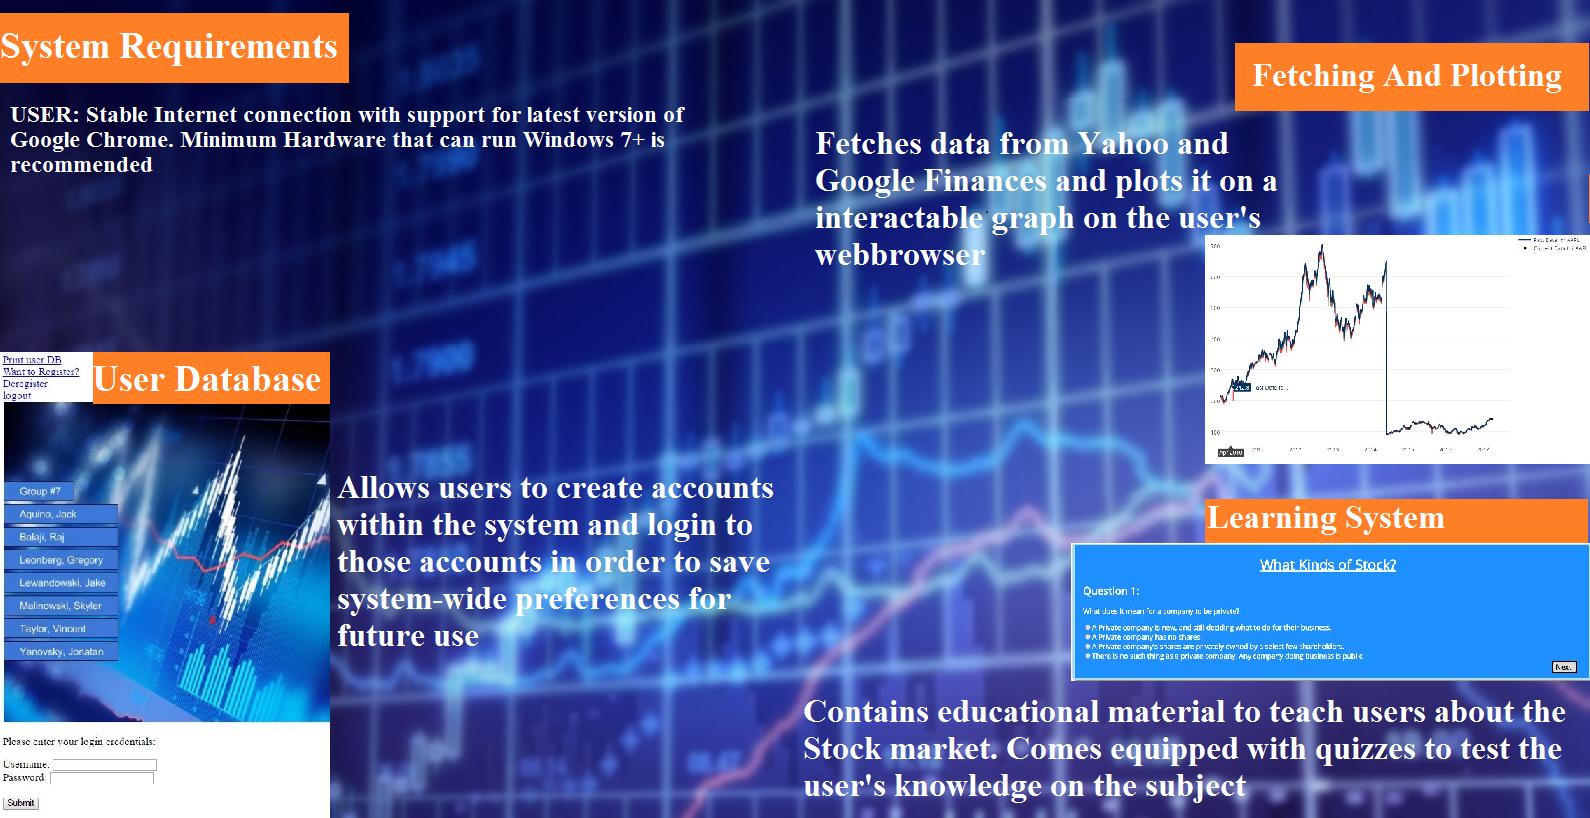 System Requirements
USER: Stable Internet connection with support for latest version of
Google Chrome. Minimum Hardware that can run Windows 7+ is
recommended
Fetching And Plotting
Fetches data from Yahoo and
Google Finances and plots it on a
interactable graph on the user's
webbrowser
Print user DB
Want to Register?
Deregister
logout
User Database
Group #7
Aquino, Jack
Balaji, Raj
Leonberg, Gregory
Lewandowski, Jake
Malinowski, Skyler
Taylor, Vincent
Yanovsky, Jonatan
Please enter your login credentials:
Username:
Password:
Submit
Allows users to create accounts
within the system and login to
those accounts in order to save
system-wide preferences for
future use
Learning System
What Kinds of Stock?
Question 1:
What does it mean for a company to be private?
A Private company is new, and still deciding what to do for their business.
A Private company has no shares.
A Private company's shares are privately owned by a select few shareholders.
There is no such thing as a private company. Any company doing business is public
Next
Contains educational material to teach users about the
Stock market. Comes equipped with quizzes to test the
user's knowledge on the subject
1.8035
1.7900
1.7855